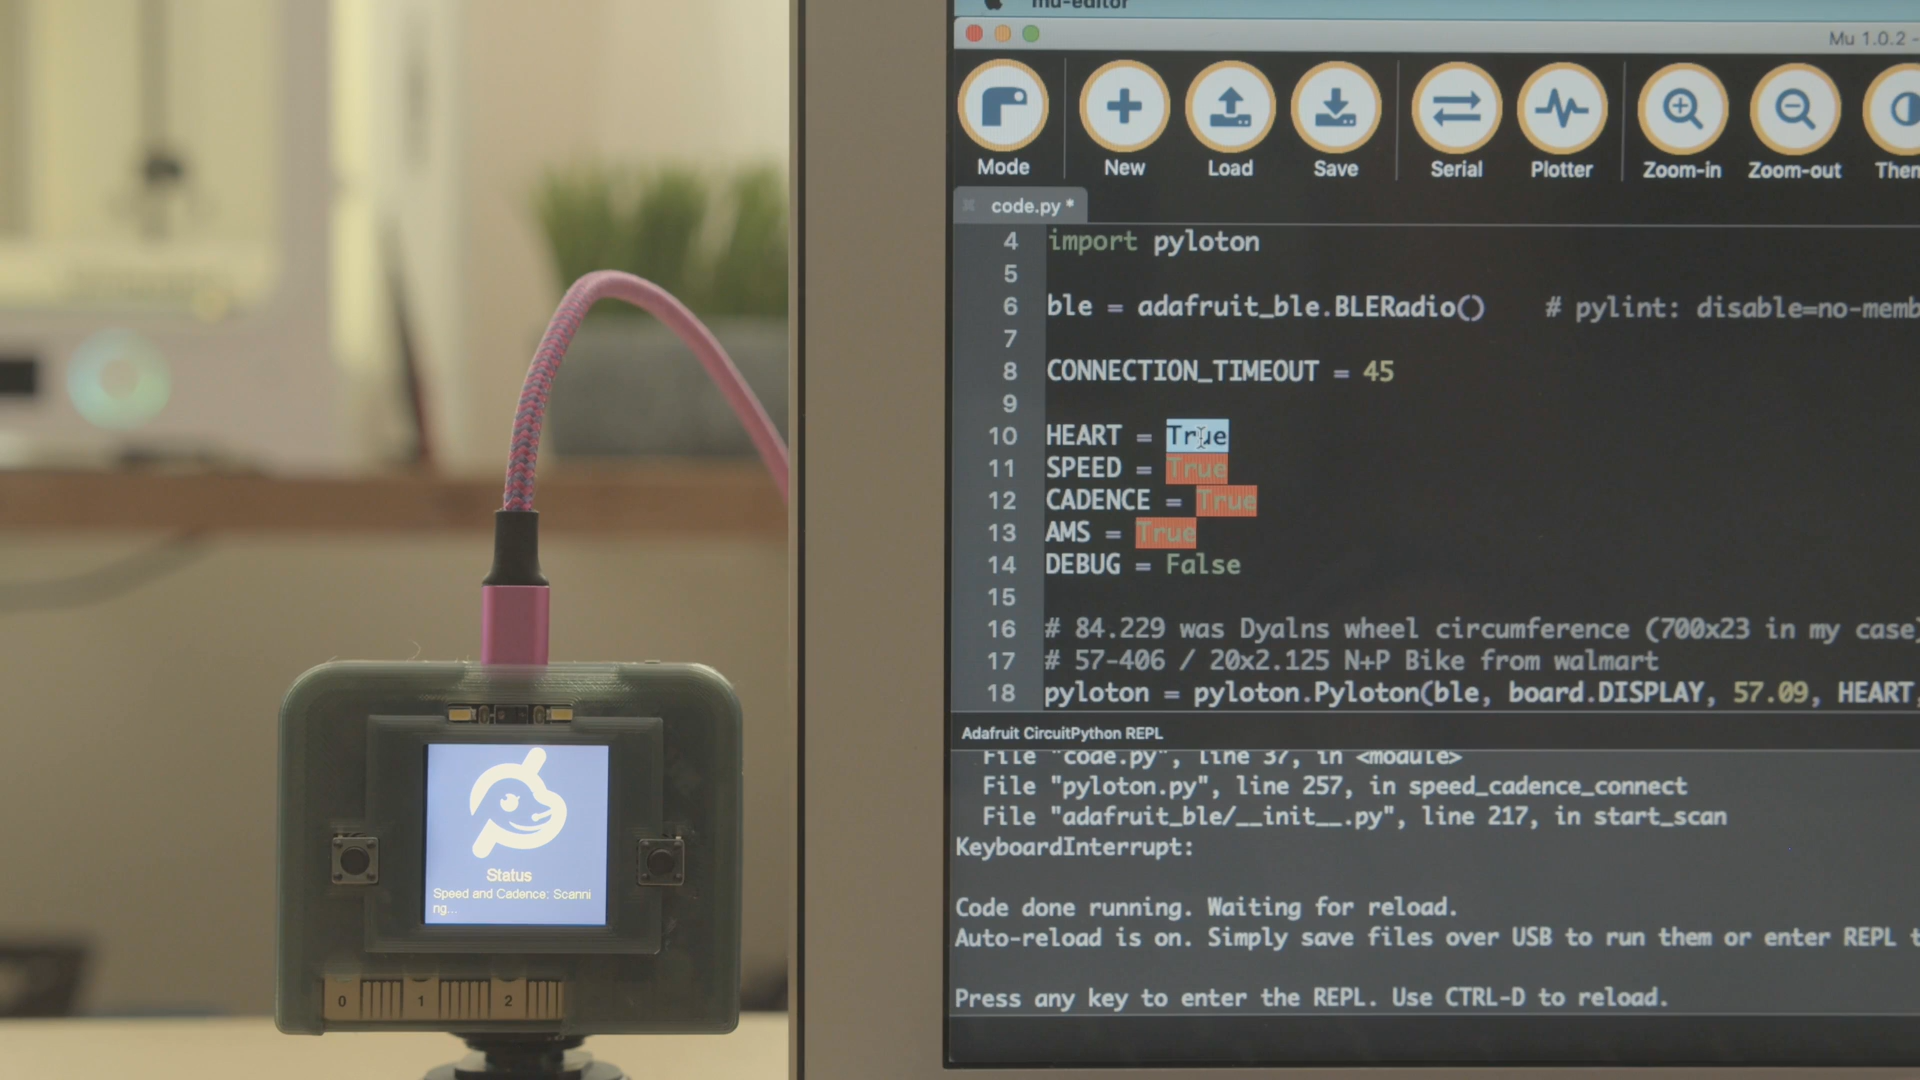 mu-editor
Mu 1.0.2 -
Mode
New
Load
Save
Serial
Plotter
Zoom-in
Zoom-out
Them
code.py *
4 import pyloton
5
6 ble = adafruit_ble.BLERadio() # pylint: disable=no-memb
7
8 CONNECTION_TIMEOUT = 45
9
10 HEART = True
11 SPEED = True
12 CADENCE = True
13 AMS = True
14 DEBUG = False
15
16 # 84.229 was Dyalns wheel circumference (700x23 in my case)
17 # 57-406 / 20x2.125 N+P Bike from walmart
18 pyloton = pyloton.Pyloton(ble, board.DISPLAY, 57.09, HEART,
Adafruit CircuitPython REPL
File "code.py", line 37, in <module>
File "pyloton.py", line 257, in speed_cadence_connect
File "adafruit_ble/__init__.py", line 217, in start_scan
KeyboardInterrupt:
Code done running. Waiting for reload.
Auto-reload is on. Simply save files over USB to run them or enter REPL t
Press any key to enter the REPL. Use CTRL-D to reload.
Status
Speed and Cadence: Scanni
ng...
0 1 2